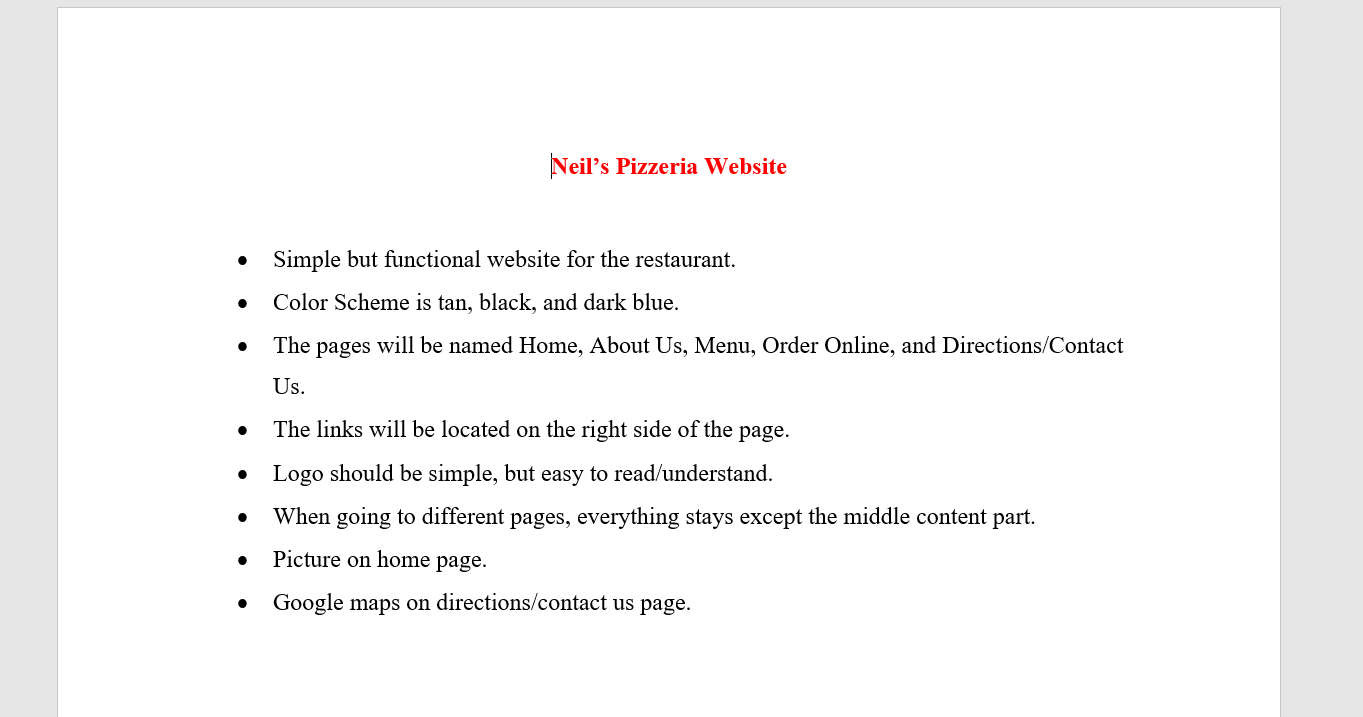 Neil’s Pizzeria Website
• Simple but functional website for the restaurant.
• Color Scheme is tan, black, and dark blue.
• The pages will be named Home, About Us, Menu, Order Online, and Directions/Contact
Us.
• The links will be located on the right side of the page.
• Logo should be simple, but easy to read/understand.
• When going to different pages, everything stays except the middle content part.
• Picture on home page.
• Google maps on directions/contact us page.